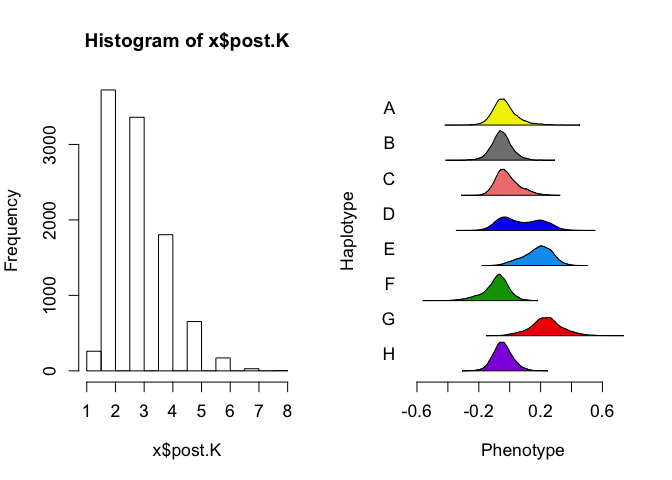 Histogram of x$post.K
Frequency
0
1000
2000
3000
1 2 3 4 5 6 7 8
x$post.K
Haplotype
A
B
C
D
E
F
G
H
-0.6 -0.2 0.2 0.6
Phenotype